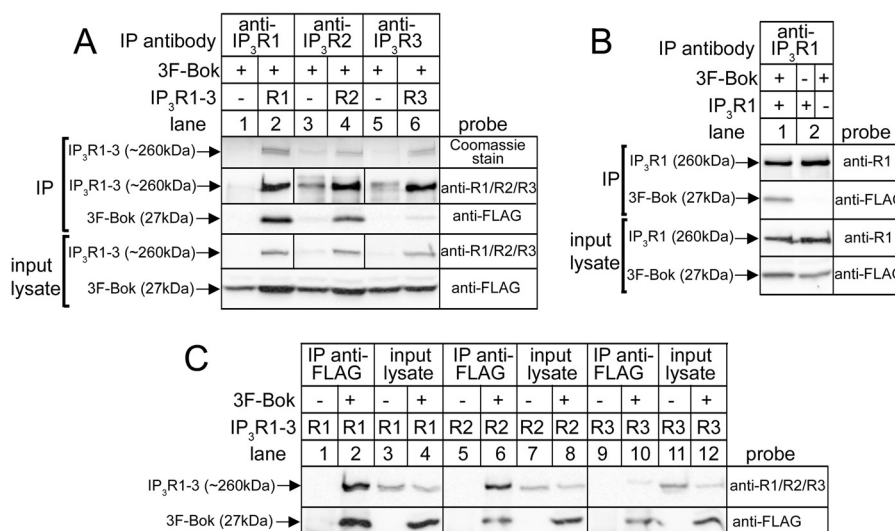 A
IP antibody
anti-IP3R1
anti-IP3R2
anti-IP3R3
3F-Bok + + + + + +
IP3R1-3 - R1 - R2 - R3
lane 1 2 3 4 5 6 probe
IP
IP3R1-3 (~260kDa) Coomassie stain
IP3R1-3 (~260kDa) anti-R1/R2/R3
3F-Bok (27kDa) anti-FLAG
input lysate
IP3R1-3 (~260kDa) anti-R1/R2/R3
3F-Bok (27kDa) anti-FLAG
B
IP antibody
anti-IP3R1
3F-Bok + - +
IP3R1 + + -
lane 1 2 probe
IP
IP3R1 (260kDa) anti-R1
3F-Bok (27kDa) anti-FLAG
input lysate
IP3R1 (260kDa) anti-R1
3F-Bok (27kDa) anti-FLAG
C
IP anti-FLAG
input lysate
IP anti-FLAG
input lysate
IP anti-FLAG
input lysate
3F-Bok - + - + - + - + - + - +
IP3R1-3 R1 R1 R1 R1 R2 R2 R2 R2 R3 R3 R3 R3
lane 1 2 3 4 5 6 7 8 9 10 11 12 probe
IP3R1-3 (~260kDa) anti-R1/R2/R3
3F-Bok (27kDa) anti-FLAG